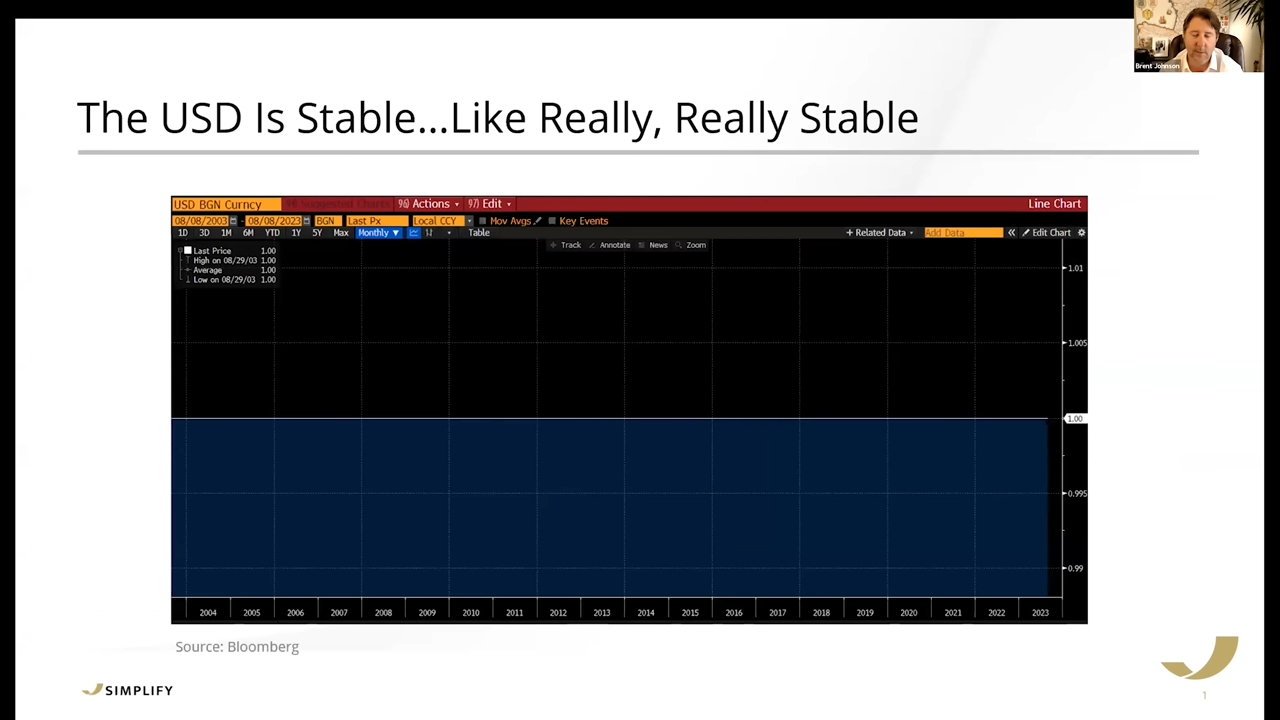 Brent Johnson
The USD Is Stable...Like Really, Really Stable
USD BGN Curncy 96) Suggested Charts 96) Actions 97) Edit Line Chart
08/08/2003 - 08/08/2023 BGN Last Px Local CCY Mov Avgs Key Events
1D 3D 1M 6M YTD 1Y 5Y Max Monthly ▼ Table + Related Data Add Data « Edit Chart
Track Annotate News Zoom
Last Price 1.00
High on 08/29/03 1.00
Average 1.00
Low on 08/29/03 1.00
1.01
1.005
1.00
0.995
0.99
2004 2005 2006 2007 2008 2009 2010 2011 2012 2013 2014 2015 2016 2017 2018 2019 2020 2021 2022 2023
Source: Bloomberg
SIMPLIFY
1